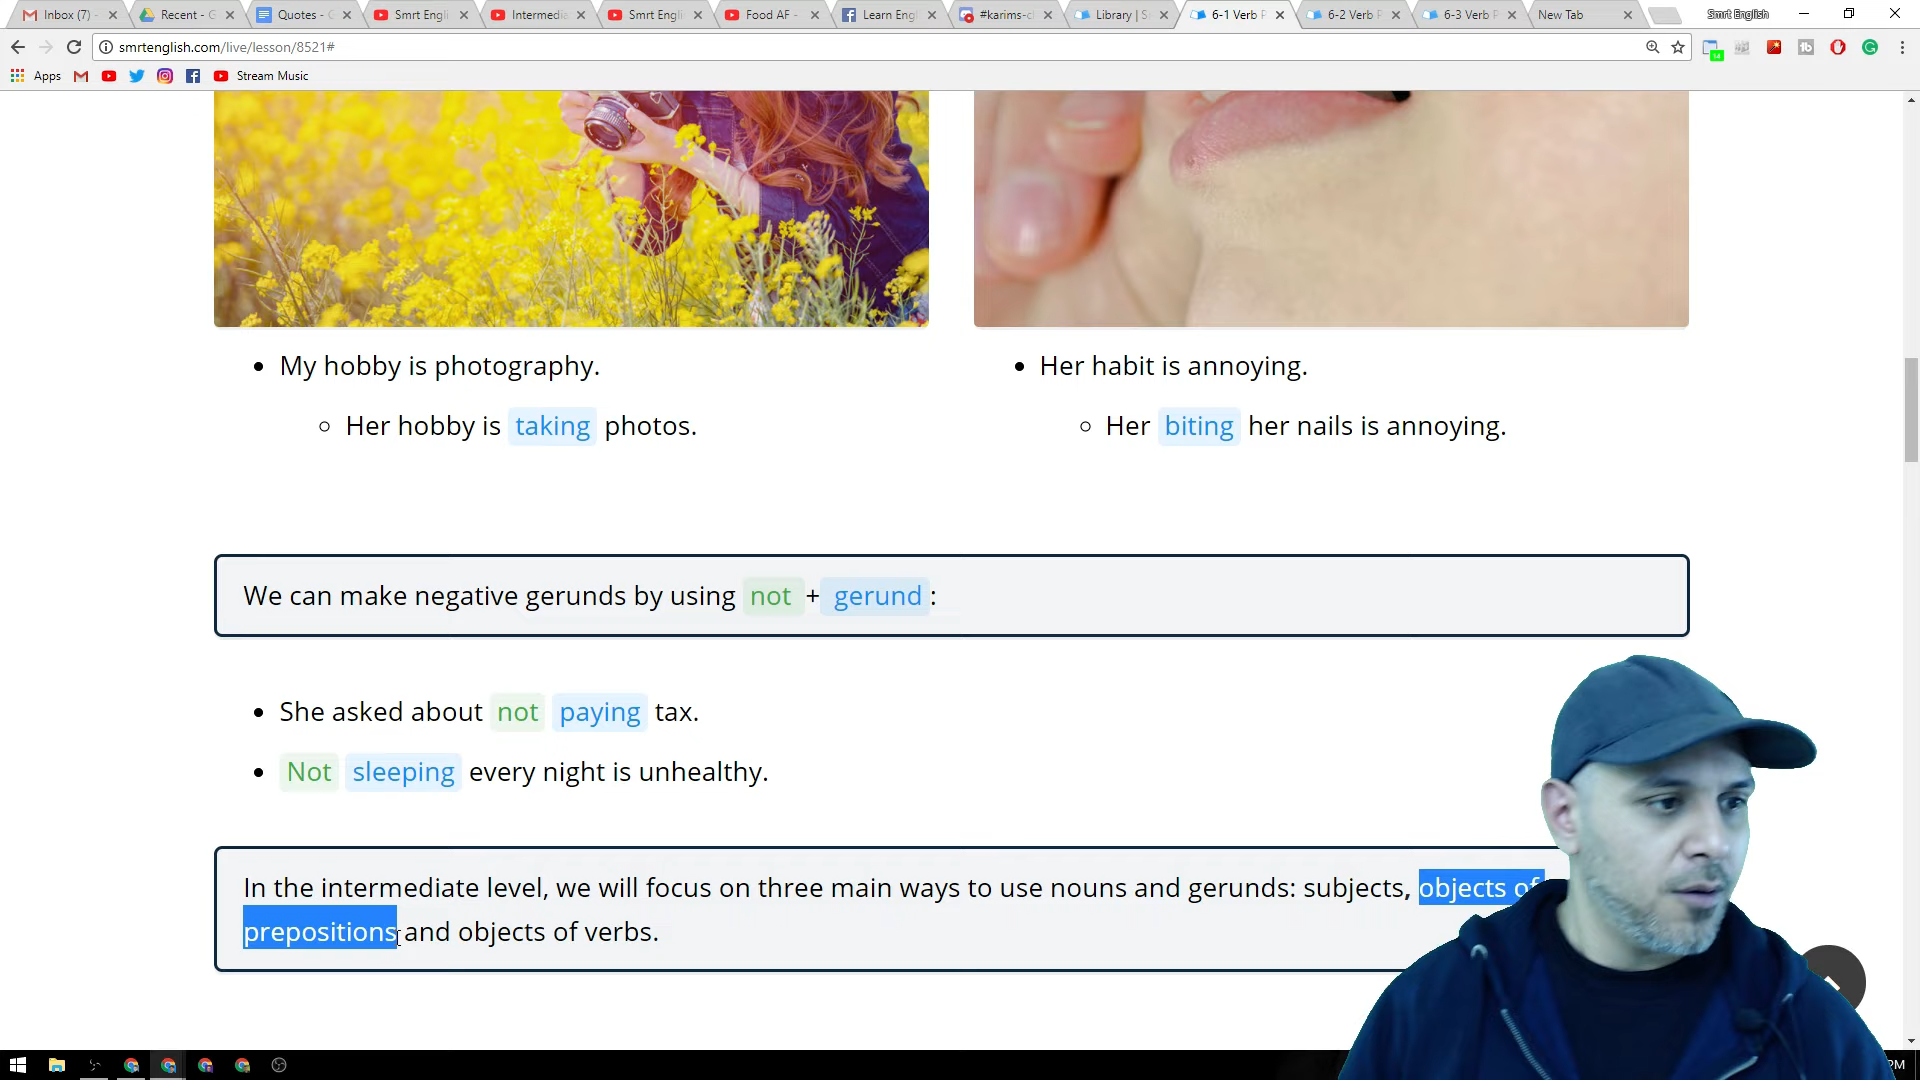 Inbox (7) -
Recent - G
Quotes - G
Smrt Engli
Intermedia
Smrt Engli
Food AF -
Learn Engl
#karims-cl
Library | S
6-1 Verb P
6-2 Verb P
6-3 Verb P
New Tab
Smrt English
smrtenglish.com/live/lesson/8521#
Apps
Stream Music
My hobby is photography.
Her habit is annoying.
Her hobby is taking photos.
Her biting her nails is annoying.
We can make negative gerunds by using not + gerund :
She asked about not paying tax.
Not sleeping every night is unhealthy.
In the intermediate level, we will focus on three main ways to use nouns and gerunds: subjects, objects of
prepositions and objects of verbs.
PM